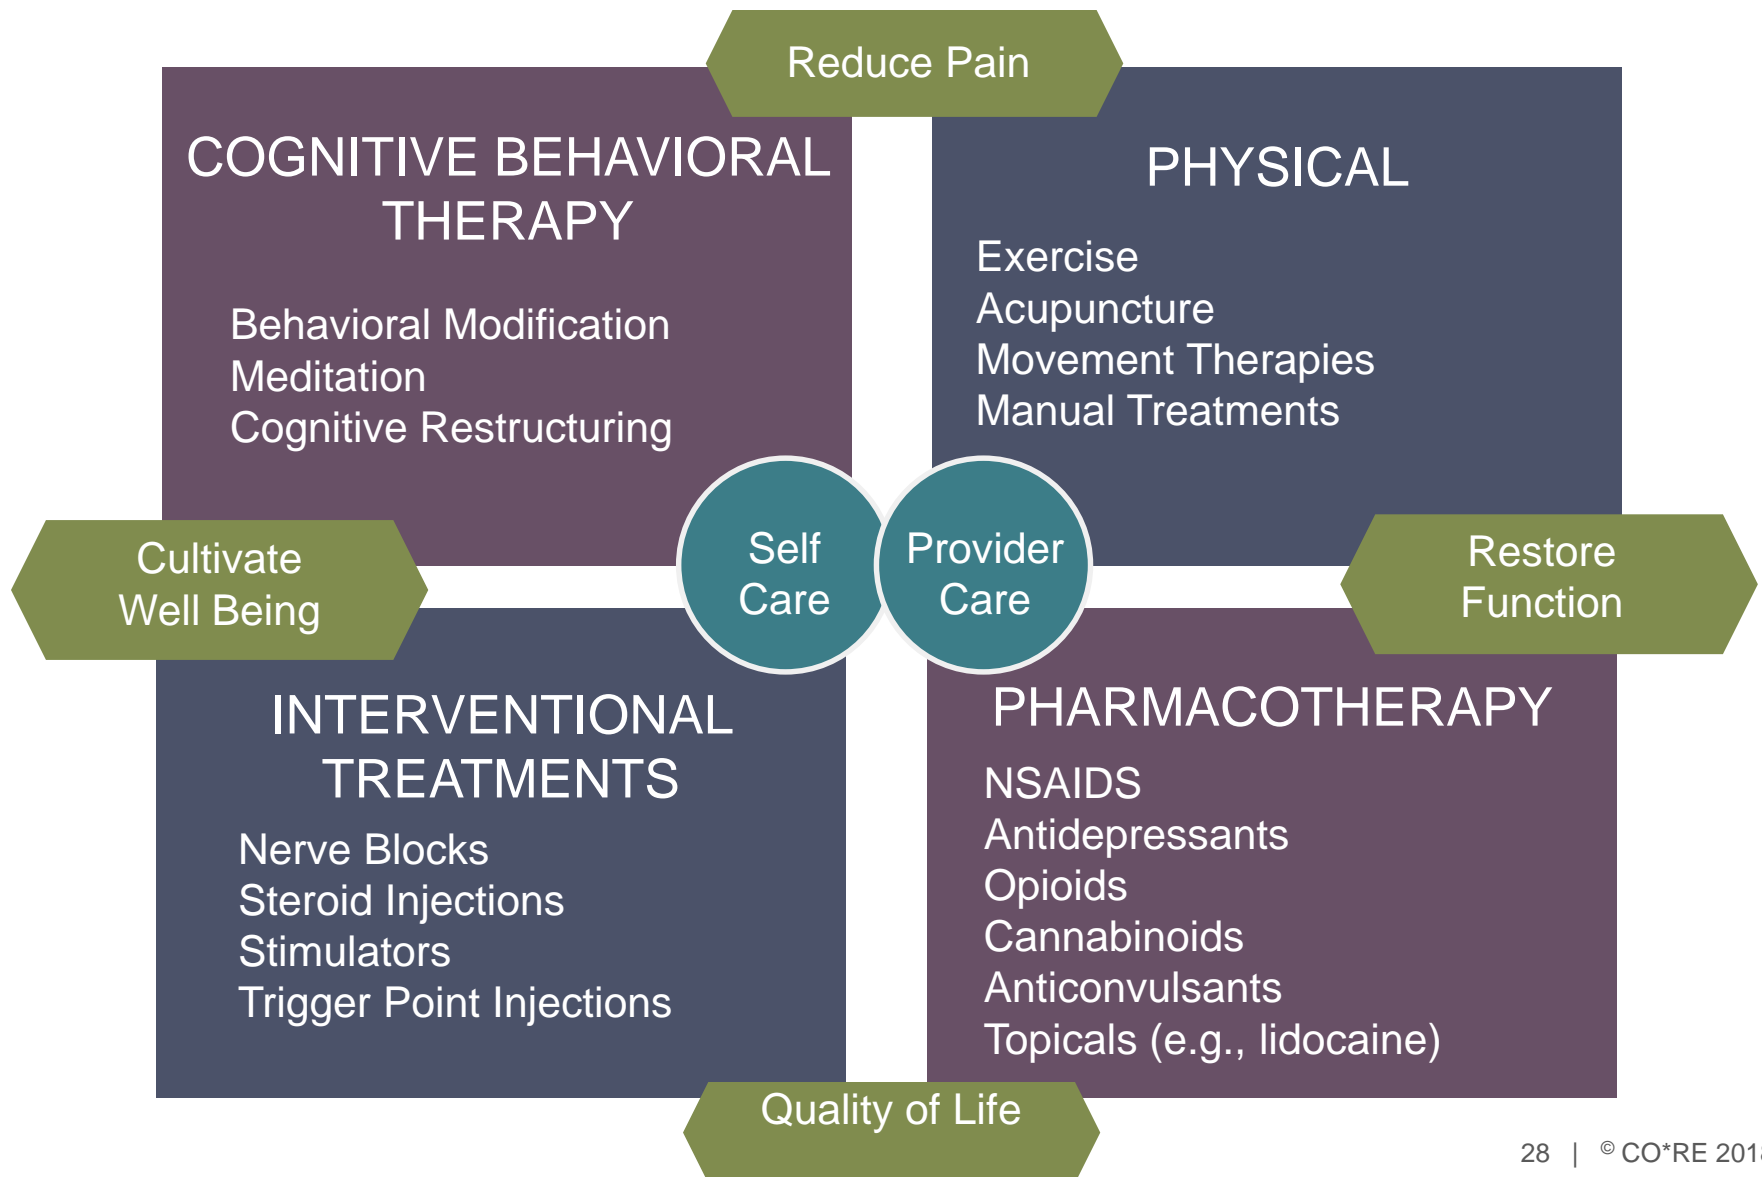 Reduce Pain
COGNITIVE BEHAVIORAL
THERAPY
Behavioral Modification
Meditation
Cognitive Restructuring
PHYSICAL
Exercise
Acupuncture
Movement Therapies
Manual Treatments
Cultivate
Well Being
Self
Care
Provider
Care
Restore
Function
INTERVENTIONAL
TREATMENTS
Nerve Blocks
Steroid Injections
Stimulators
Trigger Point Injections
PHARMACOTHERAPY
NSAIDS
Antidepressants
Opioids
Cannabinoids
Anticonvulsants
Topicals (e.g., lidocaine)
Quality of Life
28 | © CO*RE 2018